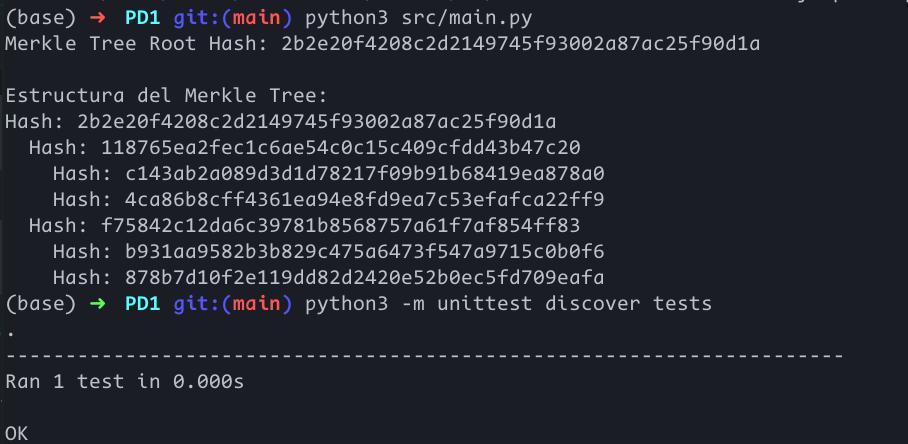 (base) ➜ PD1 git:(main) python3 src/main.py
Merkle Tree Root Hash: 2b2e20f4208c2d2149745f93002a87ac25f90d1a
Estructura del Merkle Tree:
Hash: 2b2e20f4208c2d2149745f93002a87ac25f90d1a
Hash: 118765ea2fec1c6ae54c0c15c409cfdd43b47c20
Hash: c143ab2a089d3d1d78217f09b91b68419ea878a0
Hash: 4ca86b8cff4361ea94e8fd9ea7c53efafca22ff9
Hash: f75842c12da6c39781b8568757a61f7af854ff83
Hash: b931aa9582b3b829c475a6473f547a9715c0b0f6
Hash: 878b7d10f2e119dd82d2420e52b0ec5fd709eafa
(base) ➜ PD1 git:(main) python3 -m unittest discover tests
.
----------------------------------------------------------------------
Ran 1 test in 0.000s
OK